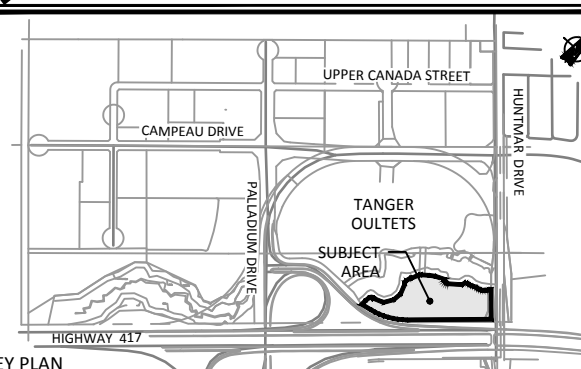 UPPER CANADA STREET
CAMPEAU DRIVE
HUNTMAR DRIVE
PALLADIUM DRIVE
TANGER
OULTETS
SUBJECT
AREA
HIGHWAY 417
EY PLAN